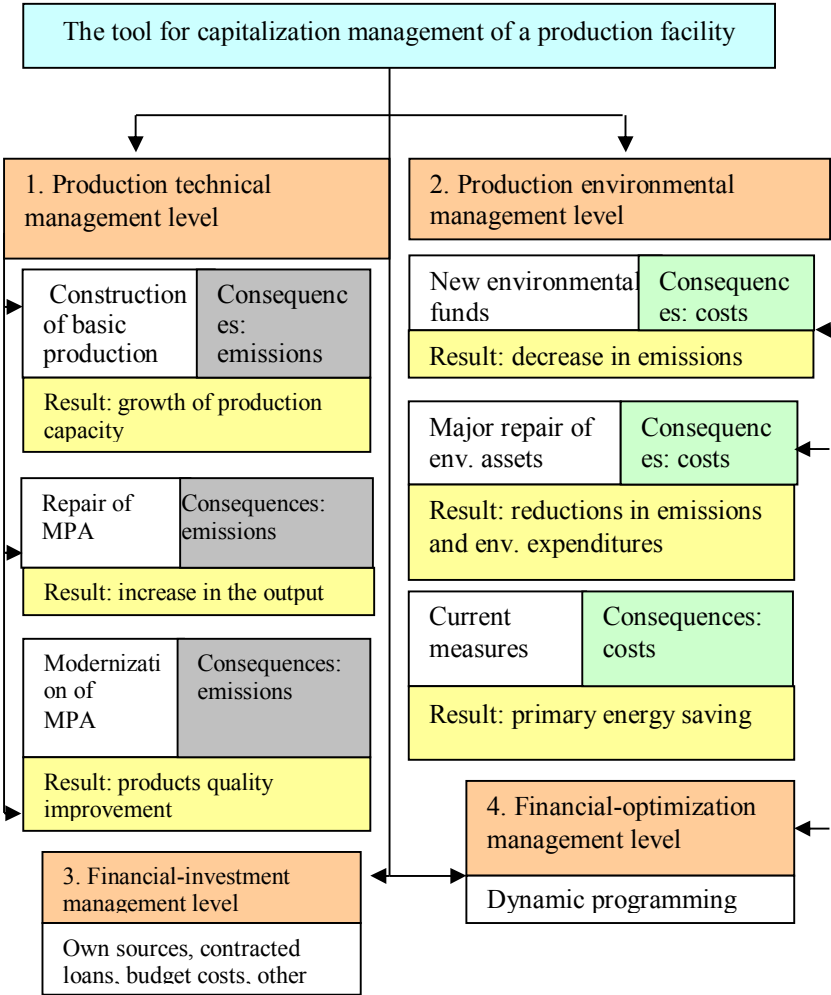 The tool for capitalization management of a production facility
1. Production technical
management level
Construction
of basic
production
Consequenc
es:
emissions
Result: growth of production
capacity
Repair of
MPA
Consequences:
emissions
Result: increase in the output
Modernizati
on of
MPA
Consequences:
emissions
Result: products quality
improvement
3. Financial-investment
management level
Own sources, contracted
loans, budget costs, other
2. Production environmental
management level
New environmental
funds
Consequenc
es: costs
Result: decrease in emissions
Major repair of
env. assets
Consequenc
es: costs
Result: reductions in emissions
and env. expenditures
Current
measures
Consequences:
costs
Result: primary energy saving
4. Financial-optimization
management level
Dynamic programming